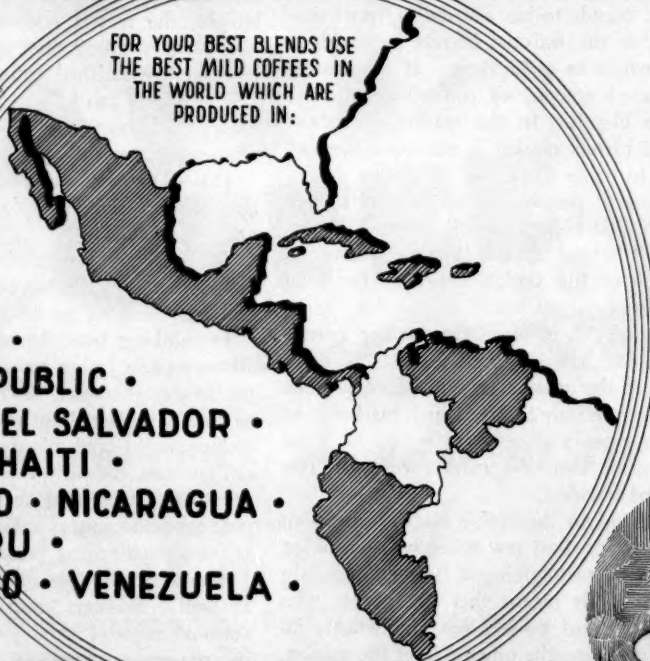 FOR YOUR BEST BLENDS USE
THE BEST MILD COFFEES IN
THE WORLD WHICH ARE
PRODUCED IN:
•
PUBLIC •
EL SALVADOR •
HAITI •
O • NICARAGUA •
RU •
O • VENEZUELA •